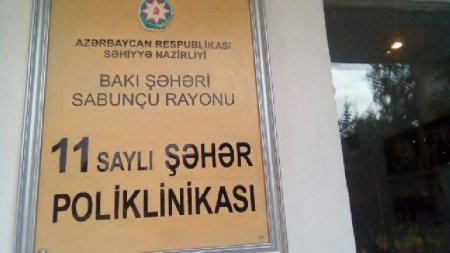 AZƏRBAYCAN RESPUBLİKASI
SƏHİYYƏ NAZİRLİYİ
BAKI ŞƏHƏRİ
SABUNÇU RAYONU
11 SAYLI ŞƏHƏR
POLİKLİNİKASI